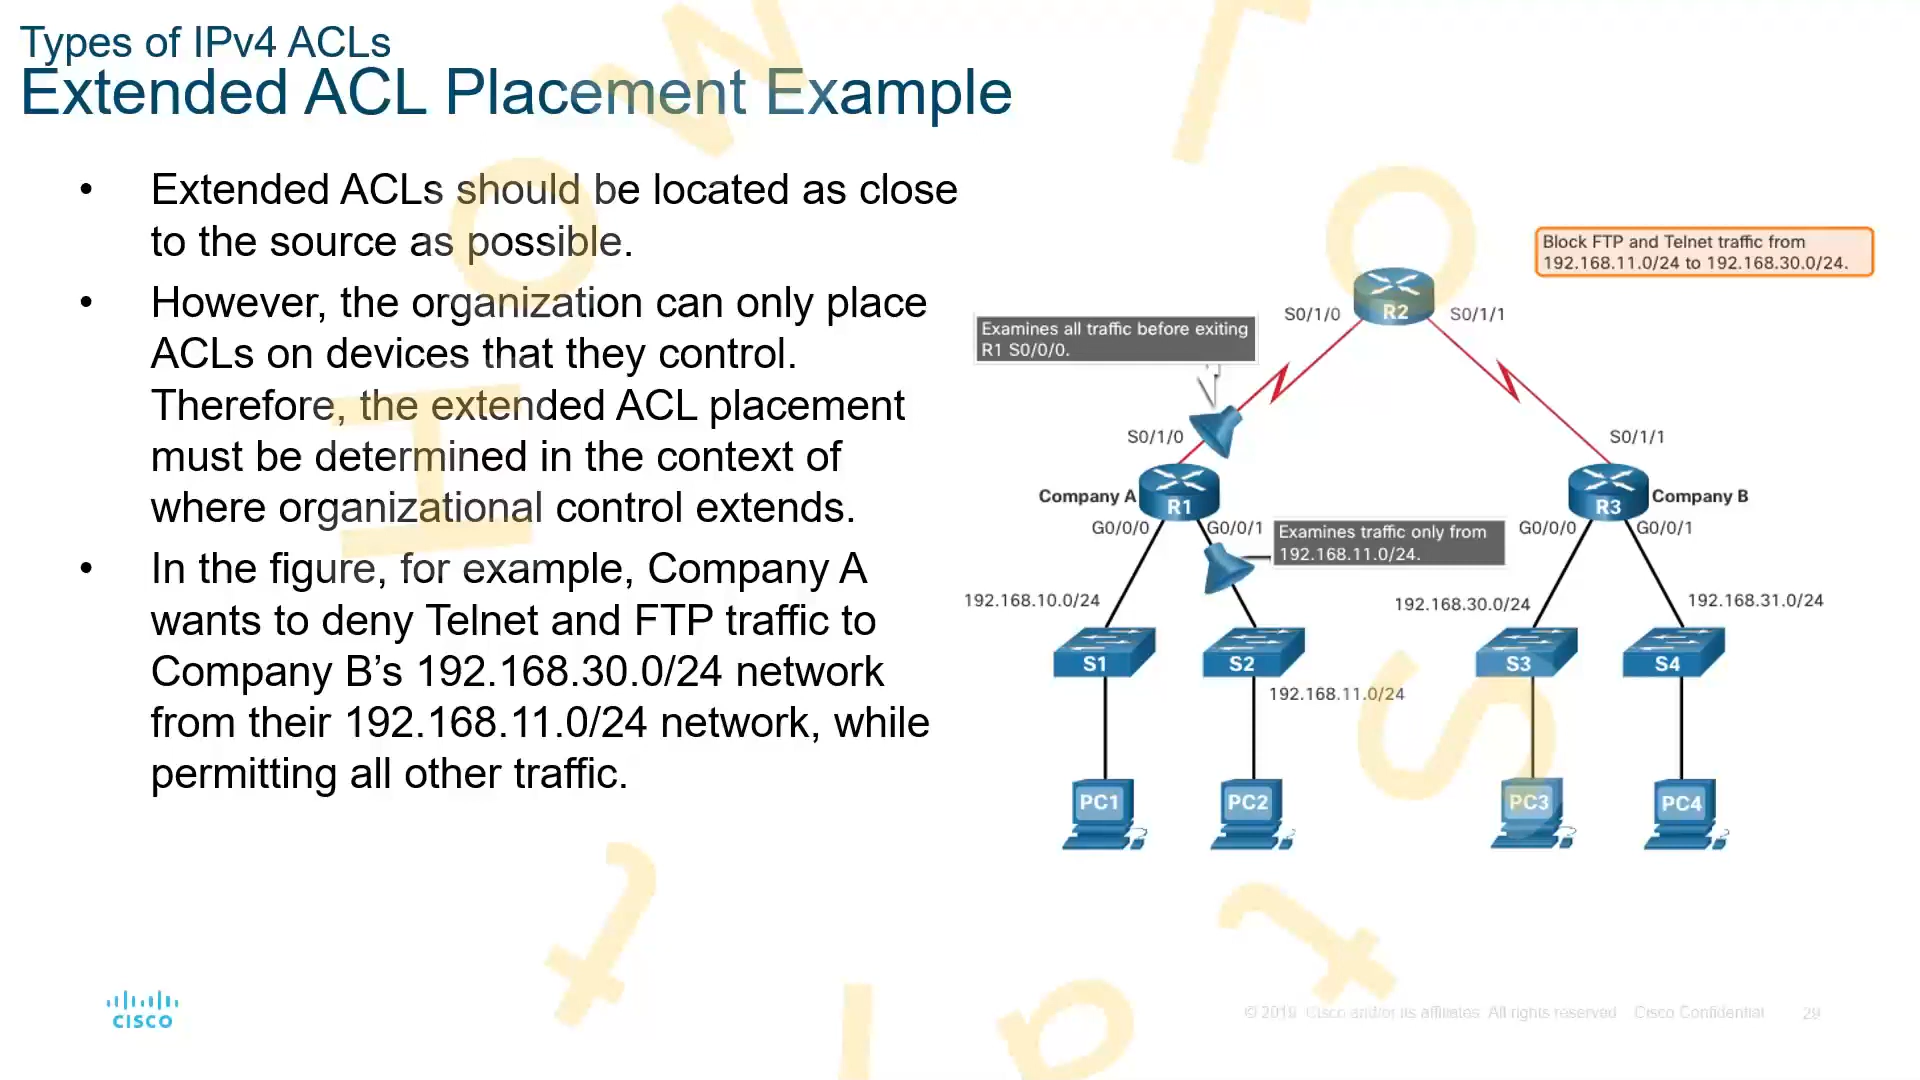 Types of IPv4 ACLs
Extended ACL Placement Example
• Extended ACLs should be located as close
to the source as possible.
• However, the organization can only place
ACLs on devices that they control.
Therefore, the extended ACL placement
must be determined in the context of
where organizational control extends.
• In the figure, for example, Company A
wants to deny Telnet and FTP traffic to
Company B’s 192.168.30.0/24 network
from their 192.168.11.0/24 network, while
permitting all other traffic.
Block FTP and Telnet traffic from
192.168.11.0/24 to 192.168.30.0/24.
R2
S0/1/0
S0/1/1
Examines all traffic before exiting
R1 S0/0/0.
S0/1/0
S0/1/1
Company A
R1
R3
Company B
G0/0/0
G0/0/1
Examines traffic only from
192.168.11.0/24.
G0/0/0
G0/0/1
192.168.10.0/24
192.168.30.0/24
192.168.31.0/24
S1
S2
S3
S4
192.168.11.0/24
PC1
PC2
PC3
PC4
CISCO
Cisco and/or its affiliates. All rights reserved. Cisco Confidential
29